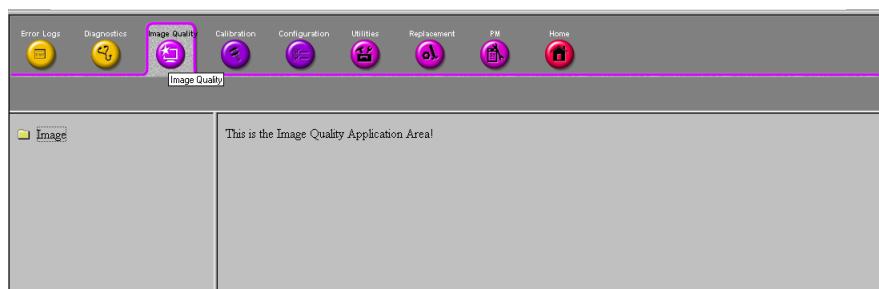 Error Logs Diagnostics Image Quality Calibration Configuration Utilities Replacement PM Home
Image Quality
Image
This is the Image Quality Application Area!